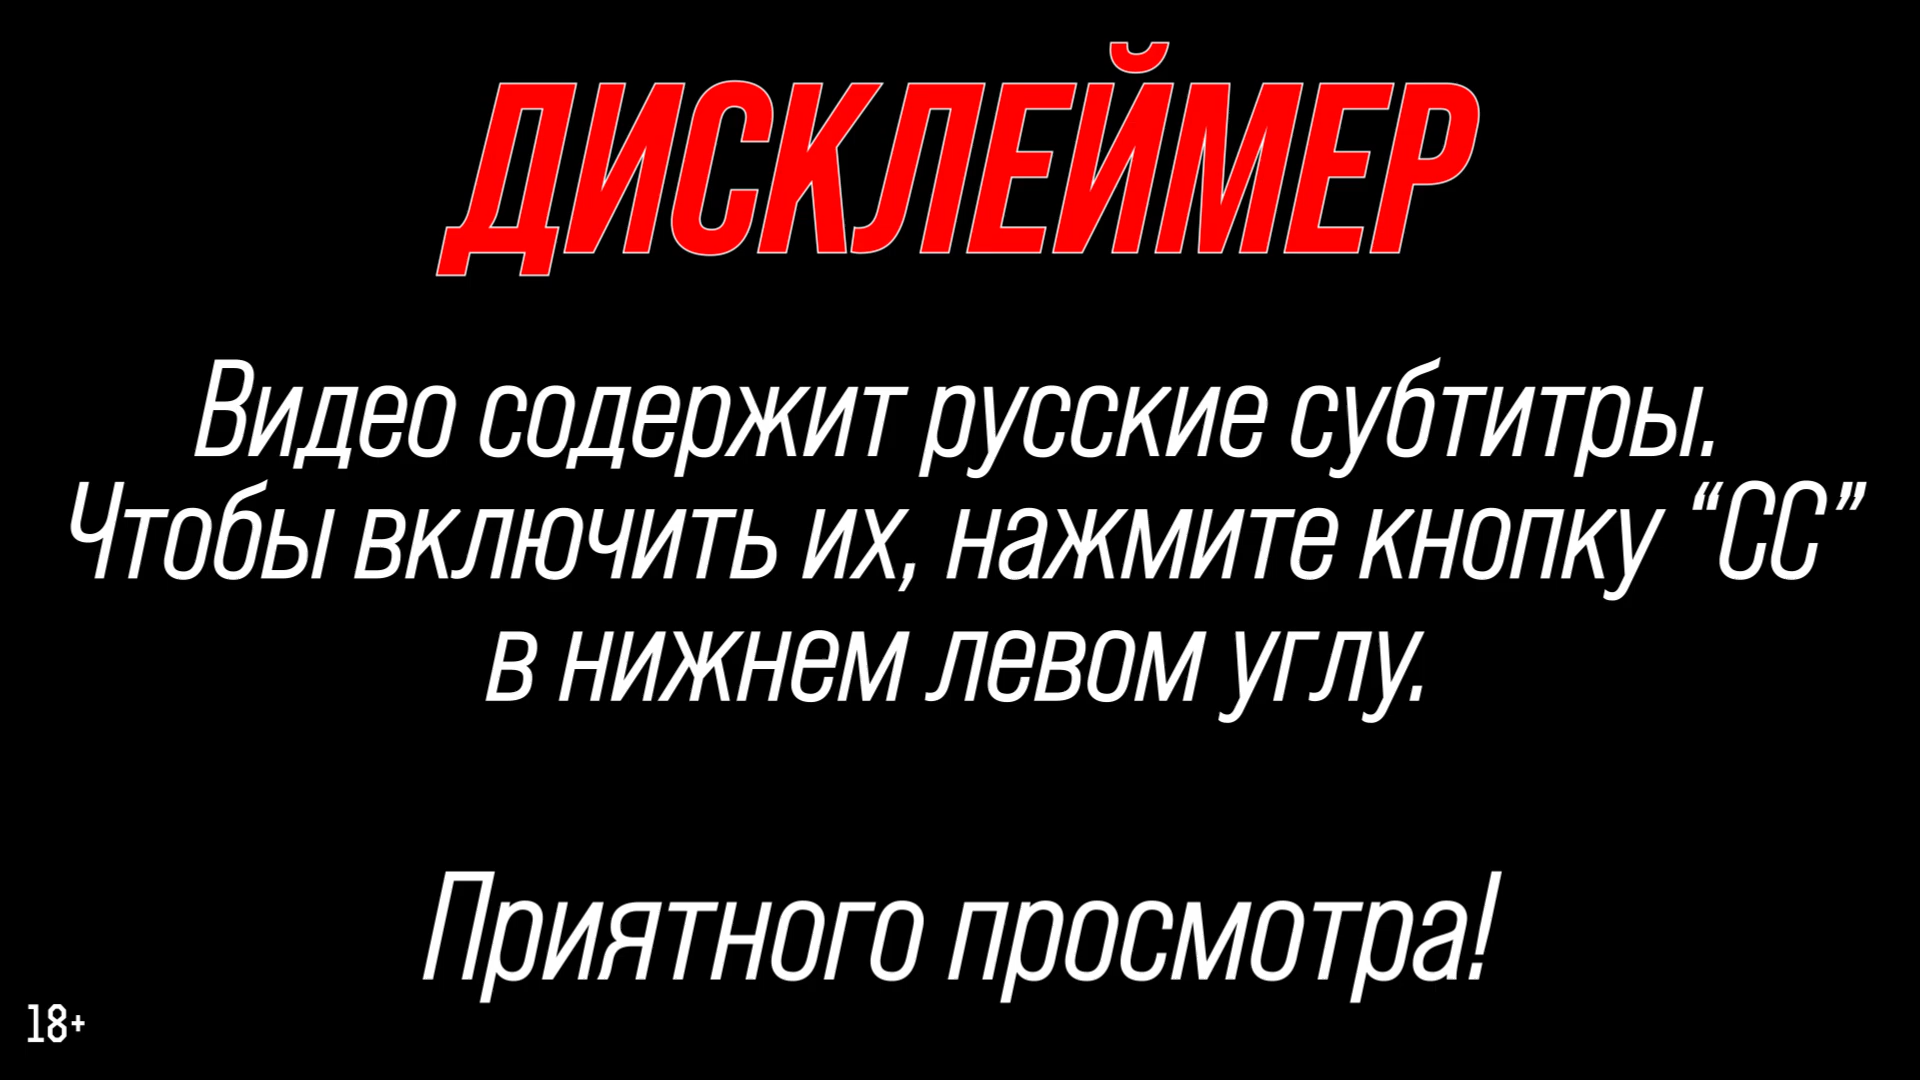 ДИСКЛЕЙМЕР
Видео содержит русские субтитры.
Чтобы включить их, нажмите кнопку “CC”
в нижнем левом углу.
Приятного просмотра!
18+